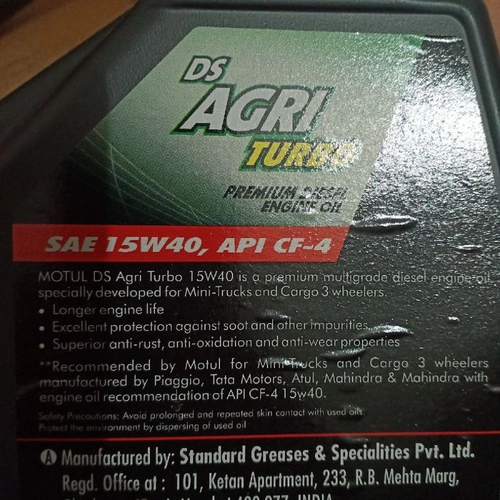 DS
AGRI
TURBO
PREMIUM DIESEL
ENGINE OIL
SAE 15W40, API CF-4
MOTUL DS Agri Turbo 15W40 is a premium multigrade diesel engine oil
specially developed for Mini-Trucks and Cargo 3 wheelers.
• Longer engine life
• Excellent protection against soot and other impurities
• Superior anti-rust, anti-oxidation and anti-wear properties
**Recommended by Motul for Mini-Trucks and Cargo 3 wheelers
manufactured by Piaggio, Tata Motors, Atul, Mahindra & Mahindra with
engine oil recommendation of API CF-4 15w40.
Safety Precautions: Avoid prolonged and repeated skin contact with used oils
Protect the environment by dispersing of used oil
A Manufactured by: Standard Greases & Specialities Pvt. Ltd.
Regd. Office at : 101, Ketan Apartment, 233, R.B. Mehta Marg,
INDIA